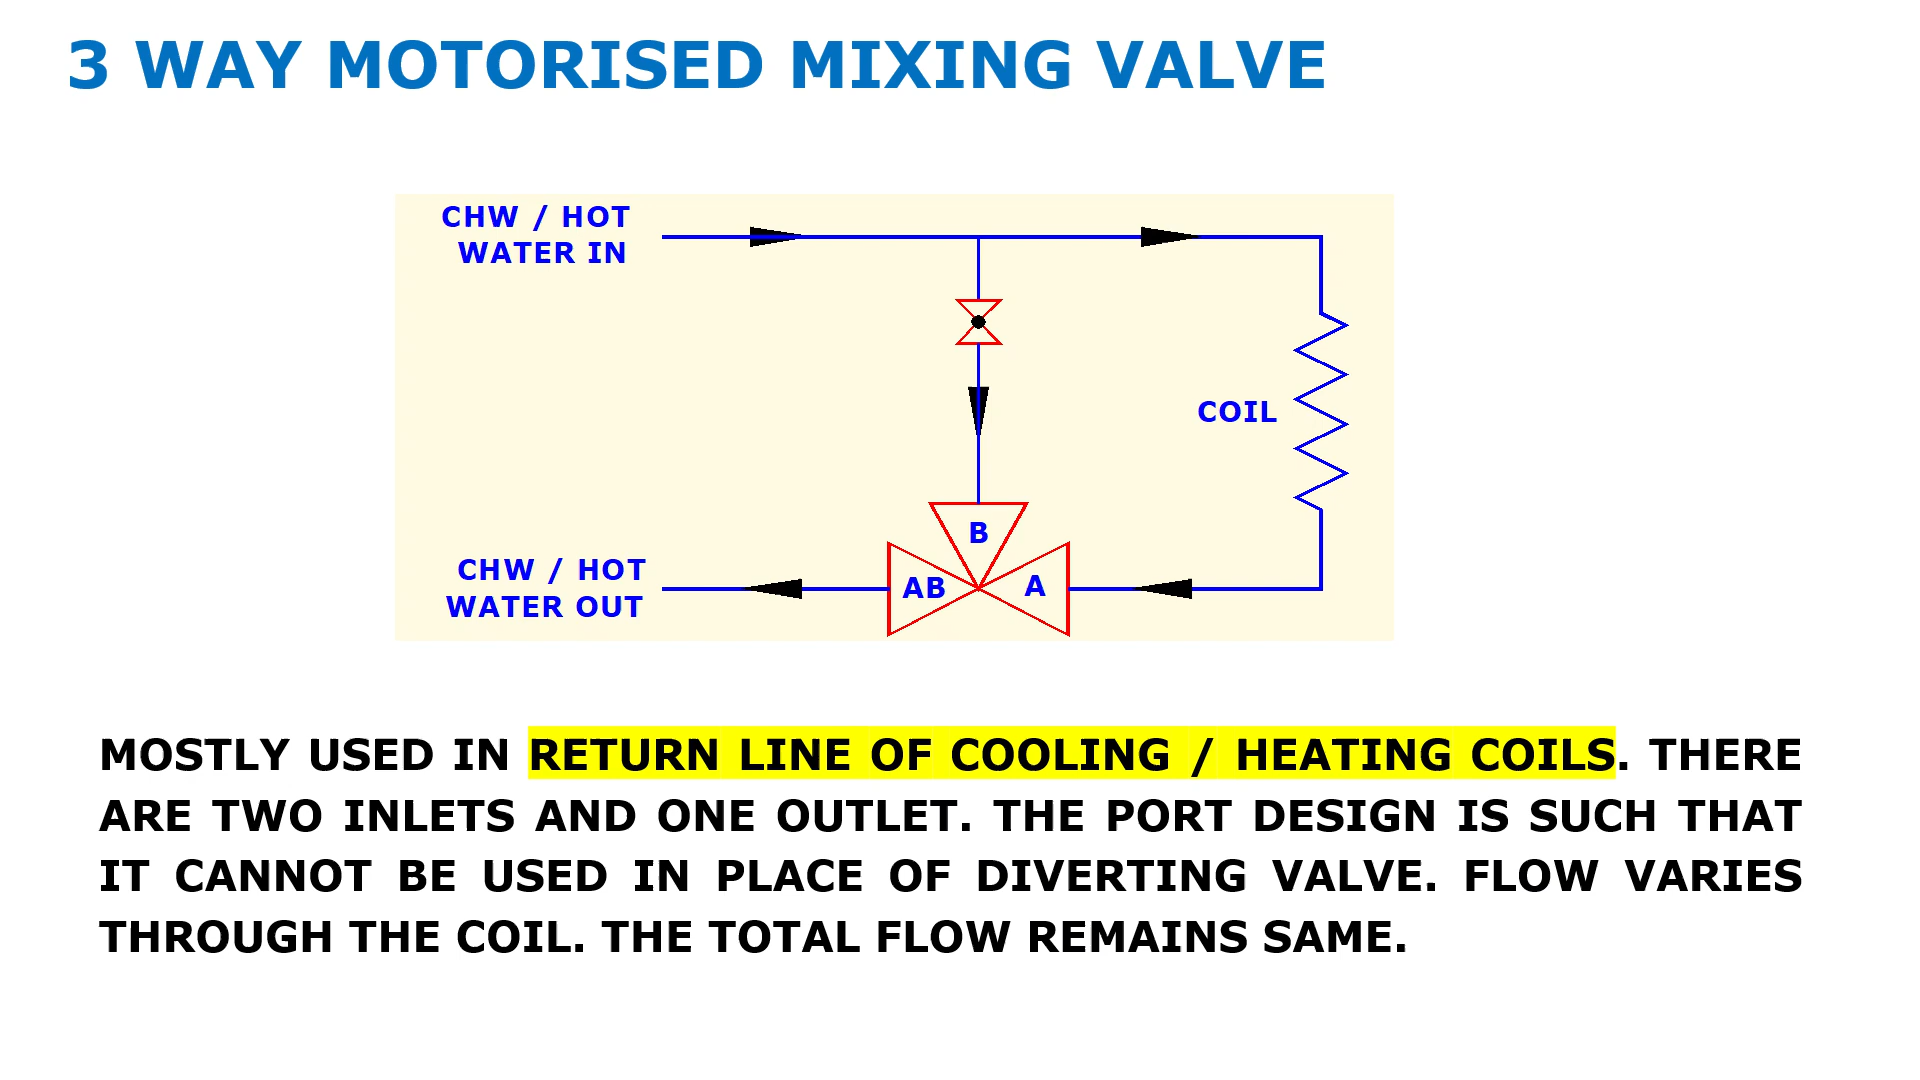 3 WAY MOTORISED MIXING VALVE
CHW / HOT
WATER IN
COIL
B
CHW / HOT
WATER OUT
AB
A
MOSTLY USED IN RETURN LINE OF COOLING / HEATING COILS. THERE
ARE TWO INLETS AND ONE OUTLET. THE PORT DESIGN IS SUCH THAT
IT CANNOT BE USED IN PLACE OF DIVERTING VALVE. FLOW VARIES
THROUGH THE COIL. THE TOTAL FLOW REMAINS SAME.